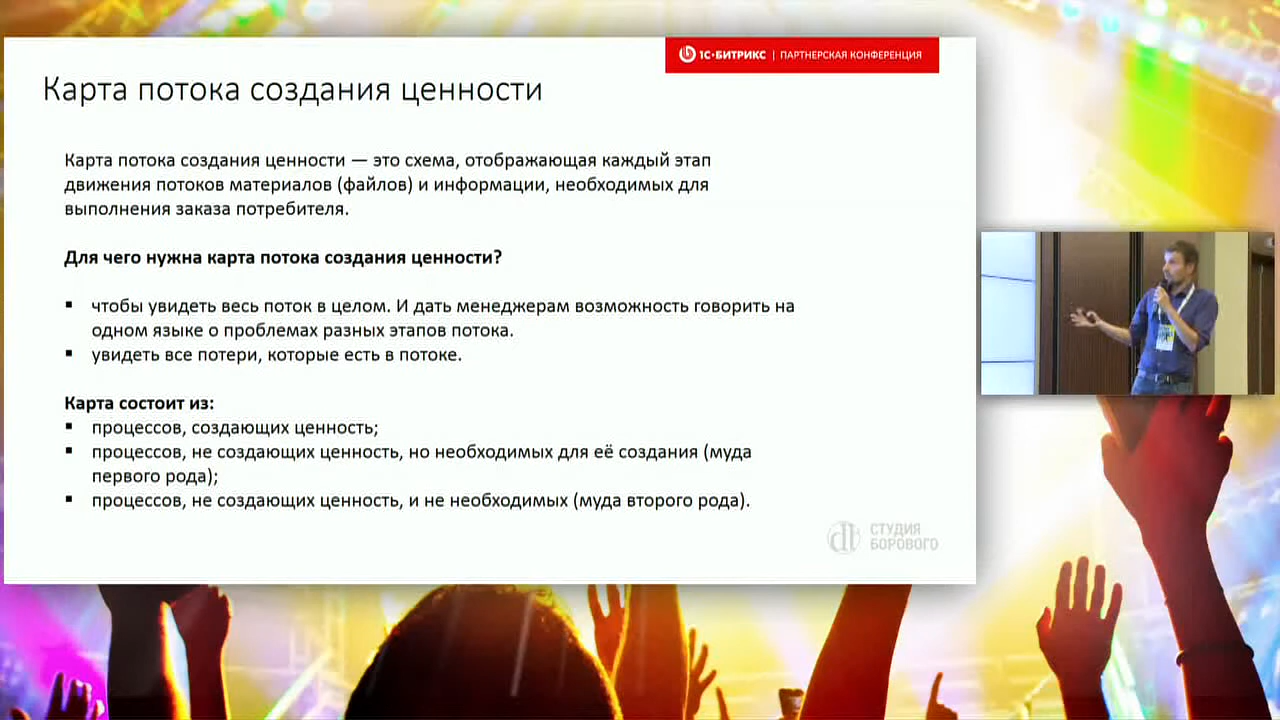 1С-БИТРИКС | ПАРТНЕРСКАЯ КОНФЕРЕНЦИЯ
Карта потока создания ценности
Карта потока создания ценности — это схема, отображающая каждый этап
движения потоков материалов (файлов) и информации, необходимых для
выполнения заказа потребителя.
Для чего нужна карта потока создания ценности?
▪ чтобы увидеть весь поток в целом. И дать менеджерам возможность говорить на
одном языке о проблемах разных этапов потока.
▪ увидеть все потери, которые есть в потоке.
Карта состоит из:
▪ процессов, создающих ценность;
▪ процессов, не создающих ценность, но необходимых для её создания (муда
первого рода);
▪ процессов, не создающих ценность, и не необходимых (муда второго рода).
СТУДИЯ
БОРОВОГО